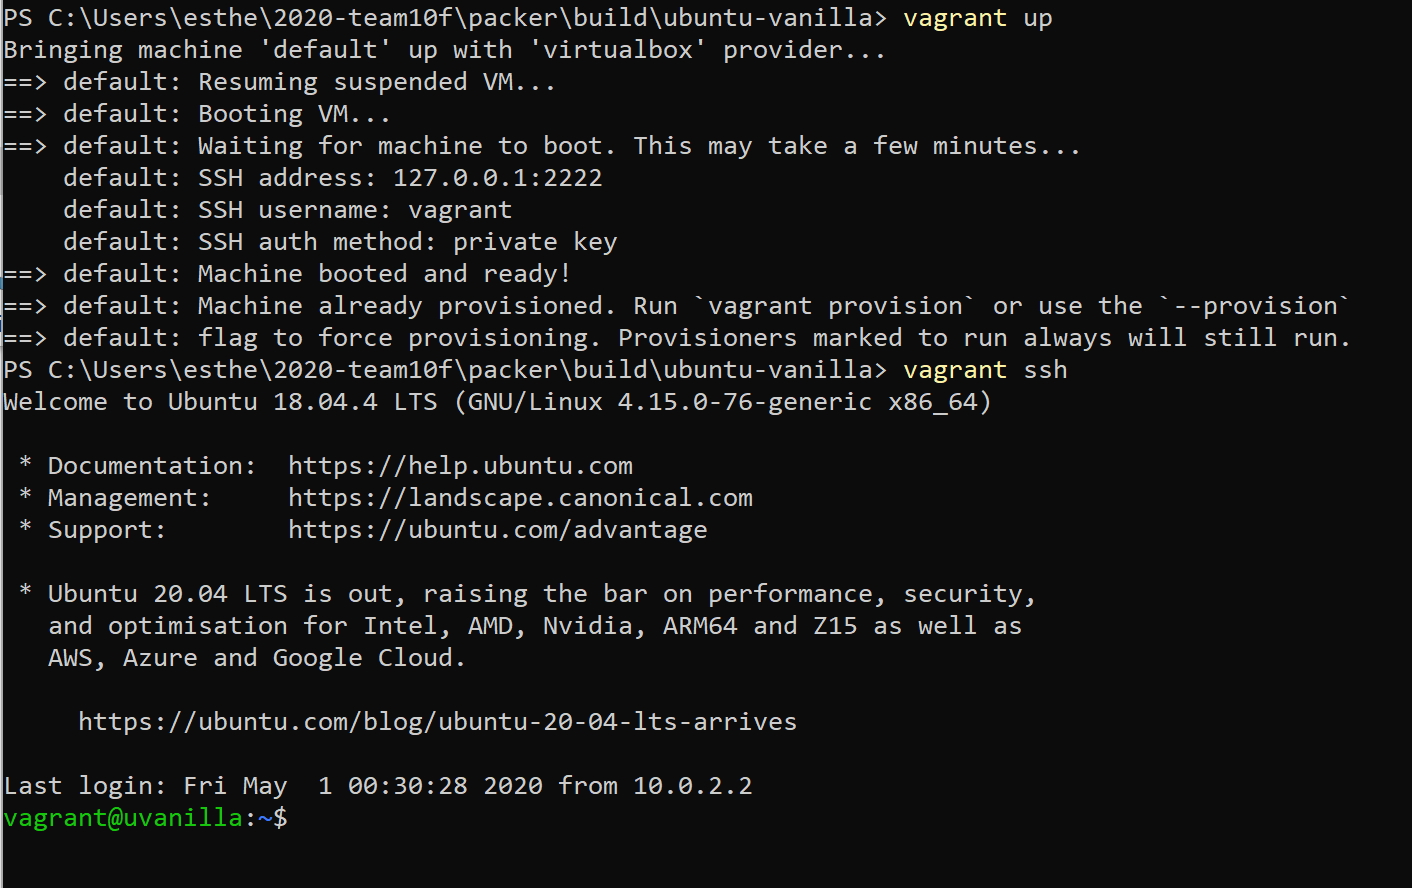 PS C:\Users\esthe\2020-team10f\packer\build\ubuntu-vanilla> vagrant up
Bringing machine 'default' up with 'virtualbox' provider...
==> default: Resuming suspended VM...
==> default: Booting VM...
==> default: Waiting for machine to boot. This may take a few minutes...
    default: SSH address: 127.0.0.1:2222
    default: SSH username: vagrant
    default: SSH auth method: private key
==> default: Machine booted and ready!
==> default: Machine already provisioned. Run `vagrant provision` or use the `--provision`
==> default: flag to force provisioning. Provisioners marked to run always will still run.
PS C:\Users\esthe\2020-team10f\packer\build\ubuntu-vanilla> vagrant ssh
Welcome to Ubuntu 18.04.4 LTS (GNU/Linux 4.15.0-76-generic x86_64)

 * Documentation:  https://help.ubuntu.com
 * Management:     https://landscape.canonical.com
 * Support:        https://ubuntu.com/advantage

 * Ubuntu 20.04 LTS is out, raising the bar on performance, security,
   and optimisation for Intel, AMD, Nvidia, ARM64 and Z15 as well as
   AWS, Azure and Google Cloud.

     https://ubuntu.com/blog/ubuntu-20-04-lts-arrives

Last login: Fri May  1 00:30:28 2020 from 10.0.2.2
vagrant@uvanilla:~$